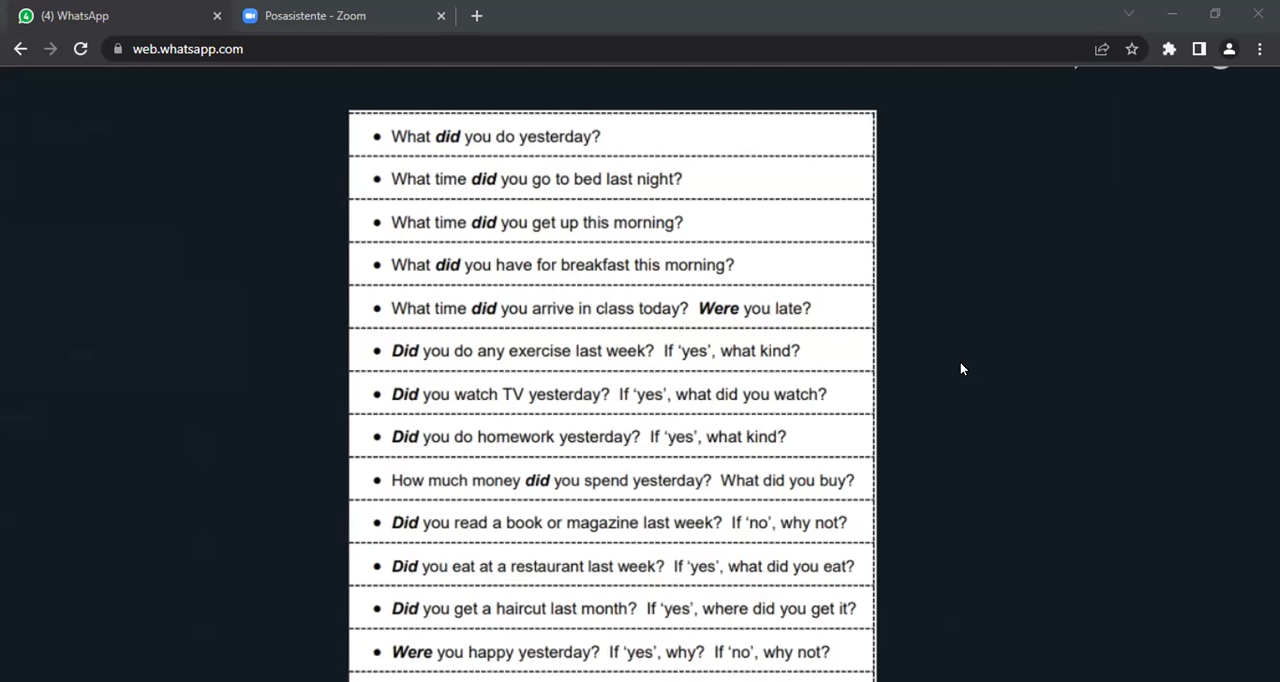 (4) WhatsApp
Posasistente - Zoom
web.whatsapp.com
• What did you do yesterday?
• What time did you go to bed last night?
• What time did you get up this morning?
• What did you have for breakfast this morning?
• What time did you arrive in class today? Were you late?
• Did you do any exercise last week? If ‘yes’, what kind?
• Did you watch TV yesterday? If ‘yes’, what did you watch?
• Did you do homework yesterday? If ‘yes’, what kind?
• How much money did you spend yesterday? What did you buy?
• Did you read a book or magazine last week? If ‘no’, why not?
• Did you eat at a restaurant last week? If ‘yes’, what did you eat?
• Did you get a haircut last month? If ‘yes’, where did you get it?
• Were you happy yesterday? If ‘yes’, why? If ‘no’, why not?